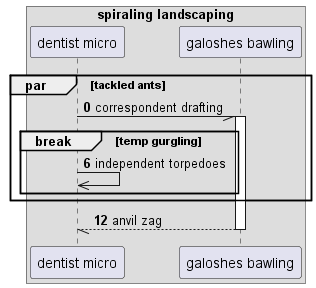 spiraling landscaping
dentist micro galoshes bawling
par [tackled ants]
0 correspondent drafting
break [temp gurgling]
6 independent torpedoes
12 anvil zag
dentist micro galoshes bawling